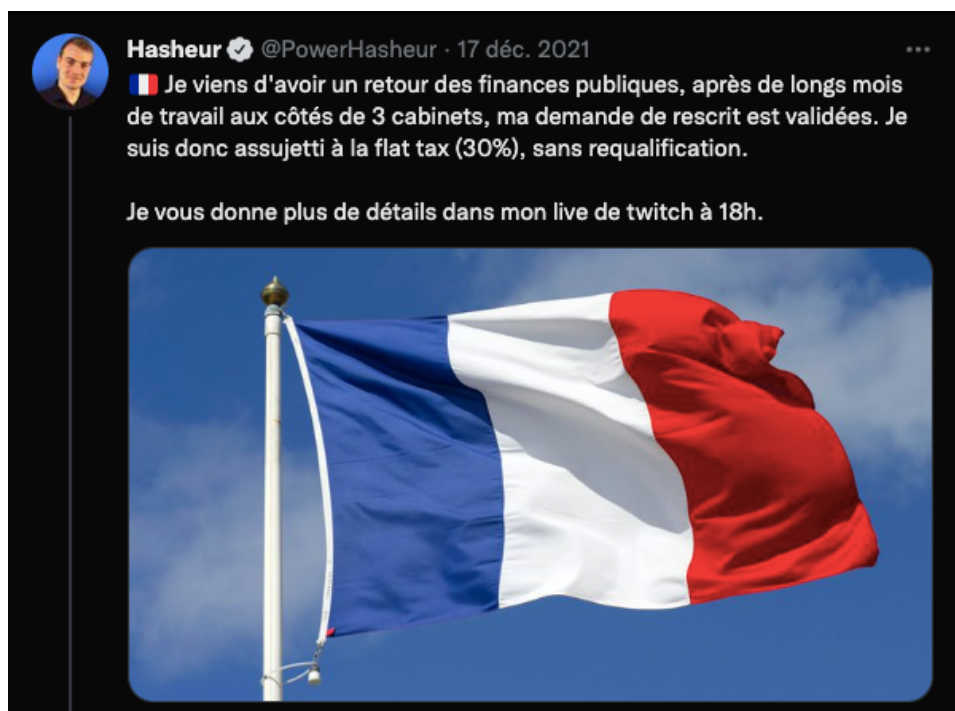 Hasheur @PowerHasheur · 17 déc. 2021
🇫🇷 Je viens d'avoir un retour des finances publiques, après de longs mois
de travail aux côtés de 3 cabinets, ma demande de rescrit est validées. Je
suis donc assujetti à la flat tax (30%), sans requalification.
Je vous donne plus de détails dans mon live de twitch à 18h.